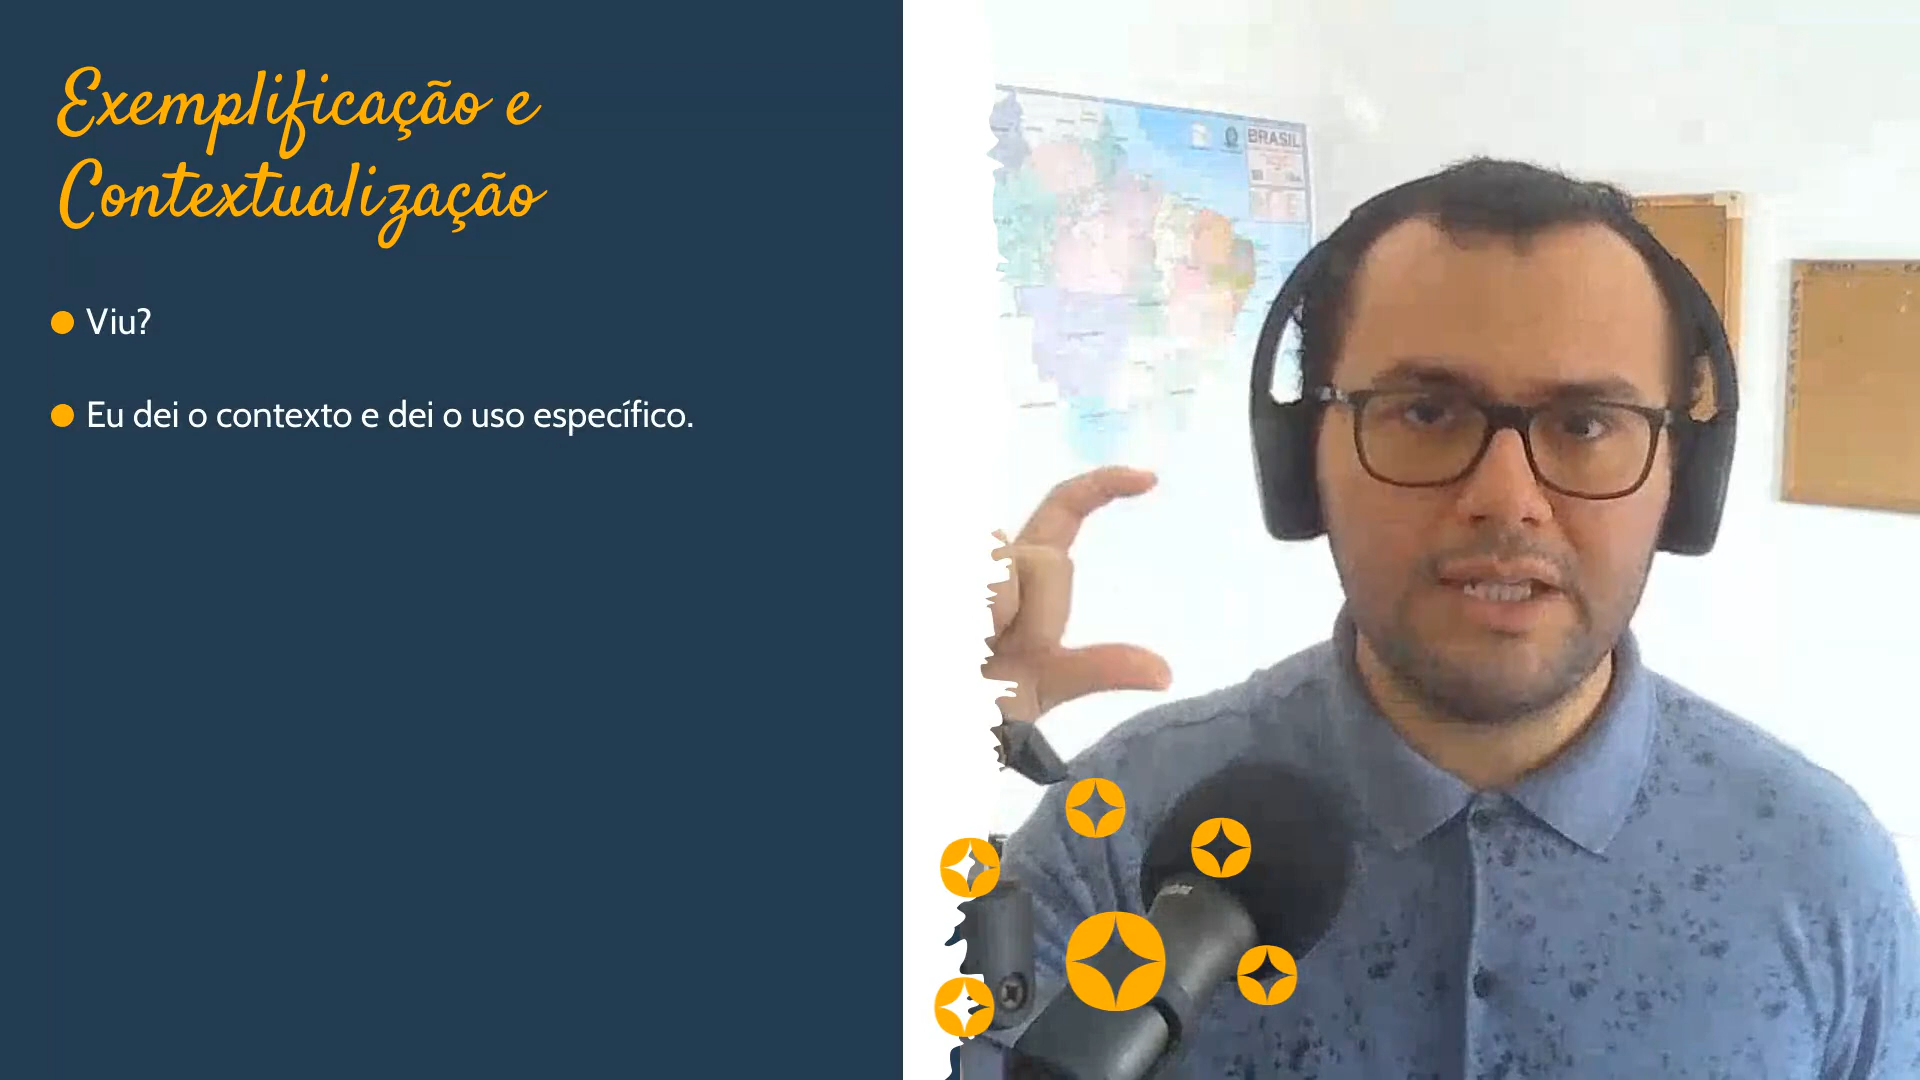 Exemplificação e
Contextualização
Viu?
Eu dei o contexto e dei o uso específico.
BRASIL